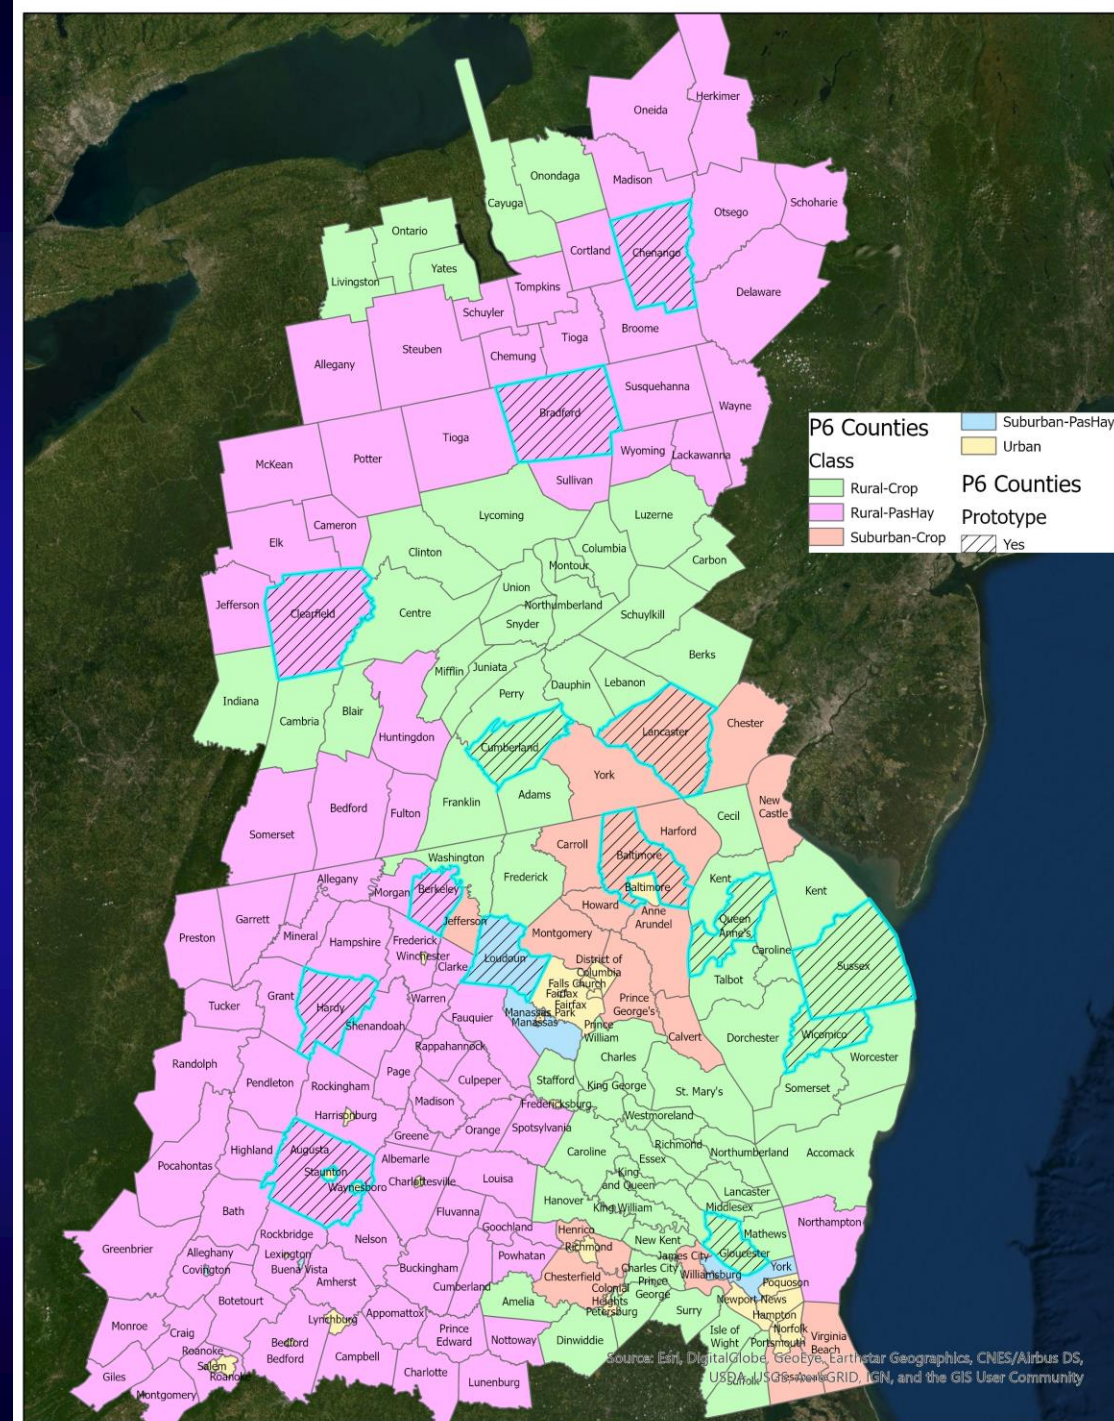 Herkimer
Oneida
Onondaga
Madison
Cayuga
Otsego
Schoharie
Ontario
Cortland
Chenango
Yates
Livingston
Tompkins
Delaware
Schuyler
Broome
Tioga
Steuben
Chemung
Allegany
Susquehanna
Wayne
Bradford
Tioga
Wyoming
Lackawanna
Potter
McKean
Sullivan
P6 Counties
Class
Rural-Crop
Rural-PasHay
Suburban-Crop
Suburban-PasHay
Urban
P6 Counties
Prototype
Yes
Lycoming
Luzerne
Cameron
Elk
Clinton
Columbia
Carbon
Montour
Union
Northumberland
Jefferson
Clearfield
Centre
Snyder
Schuylkill
Berks
Mifflin
Juniata
Lebanon
Dauphin
Perry
Indiana
Blair
Cambria
Huntingdon
Chester
Lancaster
Cumberland
York
Adams
Franklin
New
Castle
Bedford
Fulton
Cecil
Somerset
Harford
Carroll
Washington
Baltimore
Frederick
Allegany
Morgan
Berkeley
Baltimore
Kent
Kent
Howard
Anne
Arundel
Queen
Anne's
Jefferson
Garrett
Preston
Mineral
Hampshire
Frederick
Winchester
Clarke
Montgomery
Caroline
Loudoun
District of
Columbia
Sussex
Falls Church
Fairfax
Fairfax
Talbot
Tucker
Grant
Hardy
Warren
Prince
George's
Manassas Park
Manassas
Shenandoah
Fauquier
Prince
William
Calvert
Dorchester
Wicomico
Worcester
Rappahannock
Randolph
Charles
Page
Culpeper
Stafford
King George
St. Mary's
Somerset
Pendleton
Rockingham
Madison
Fredericksburg
Westmoreland
Harrisonburg
Orange
Spotsylvania
Greene
Richmond
Highland
Augusta
Albemarle
Caroline
Essex
Northumberland
Accomack
Pocahontas
Staunton
Waynesboro
Charlottesville
Louisa
King
and Queen
Lancaster
Hanover
King William
Middlesex
Bath
Fluvanna
Northampton
Goochland
Henrico
Mathews
Rockbridge
Nelson
New Kent
Gloucester
Greenbrier
Alleghany
Lexington
Powhatan
Richmond
James City
York
Covington
Buena Vista
Buckingham
Charles City
Williamsburg
Amherst
Cumberland
Chesterfield
Colonial
Heights
Prince
George
Poquoson
Botetourt
Amelia
Petersburg
Newport News
Appomattox
Surry
Hampton
Monroe
Craig
Lynchburg
Prince
Edward
Isle of
Wight
Norfolk
Portsmouth
Virginia
Beach
Roanoke
Bedford
Bedford
Nottoway
Dinwiddie
Salem
Roanoke
Campbell
Giles
Charlotte
Lunenburg
Montgomery
Suffolk
Source: Esri, DigitalGlobe, GeoEye, Earthstar Geographics, CNES/Airbus DS,
USDA, USGS, AeroGRID, IGN, and the GIS User Community